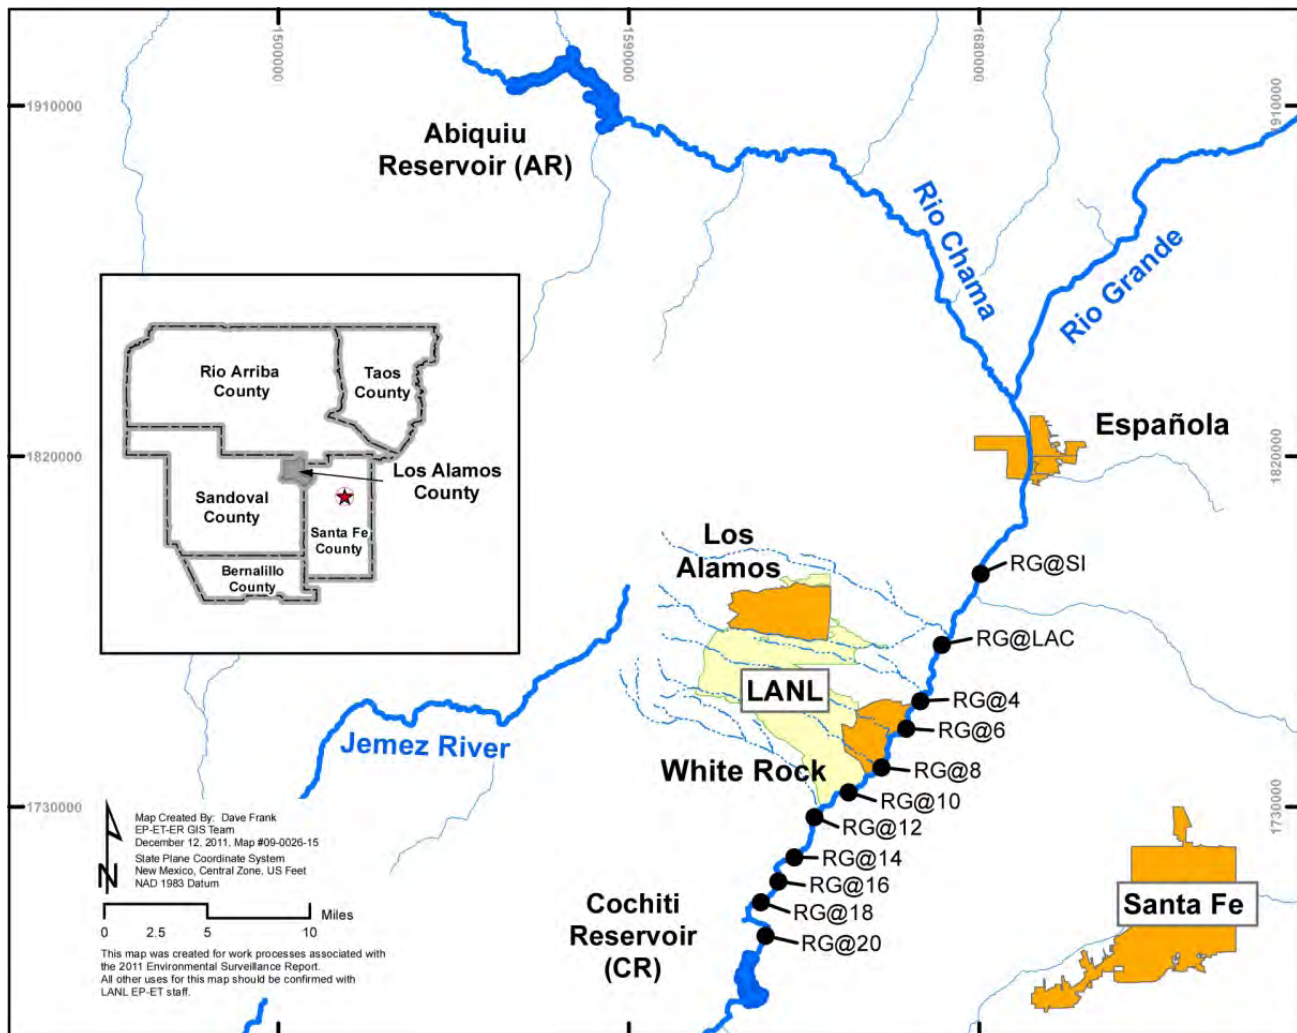 1500000
1590000
1680000
1910000
1910000
Abiquiu
Reservoir (AR)
Rio Chama
Rio Grande
Rio Arriba
County
Taos
County
Los Alamos
County
Sandoval
County
Santa Fe
County
Bernalillo
County
Española
1820000
1820000
Los
Alamos
RG@SI
RG@LAC
LANL
RG@4
RG@6
Jemez River
White Rock
RG@8
RG@10
1730000
1730000
RG@12
RG@14
RG@16
RG@18
RG@20
Cochiti
Reservoir
(CR)
Santa Fe
Map Created By: Dave Frank
EP-ET-ER GIS Team
December 12, 2011, Map #09-0026-15
State Plane Coordinate System
New Mexico, Central Zone, US Feet
NAD 1983 Datum
N
Miles
0 2.5 5 10
This map was created for work processes associated with
the 2011 Environmental Surveillance Report.
All other uses for this map should be confirmed with
LANL EP-ET staff.